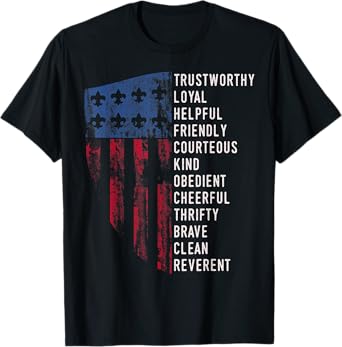 TRUSTWORTHY
LOYAL
HELPFUL
FRIENDLY
COURTEOUS
KIND
OBEDIENT
CHEERFUL
THRIFTY
BRAVE
CLEAN
REVERENT